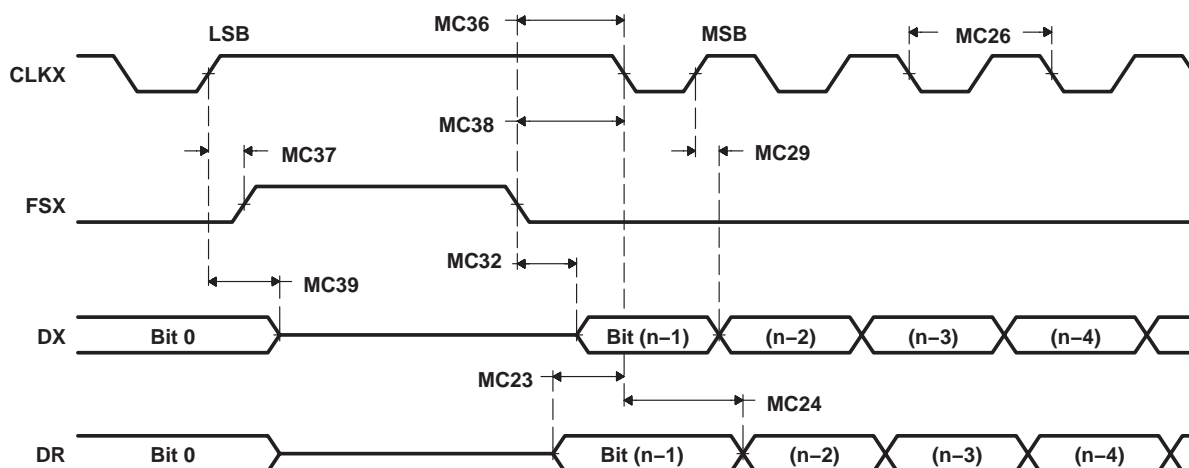 LSB
MC36
MSB
MC26
CLKX
MC38
MC29
MC37
FSX
MC32
MC39
DX
Bit 0
Bit (n–1)
(n–2)
(n–3)
(n–4)
MC23
MC24
DR
Bit 0
Bit (n–1)
(n–2)
(n–3)
(n–4)